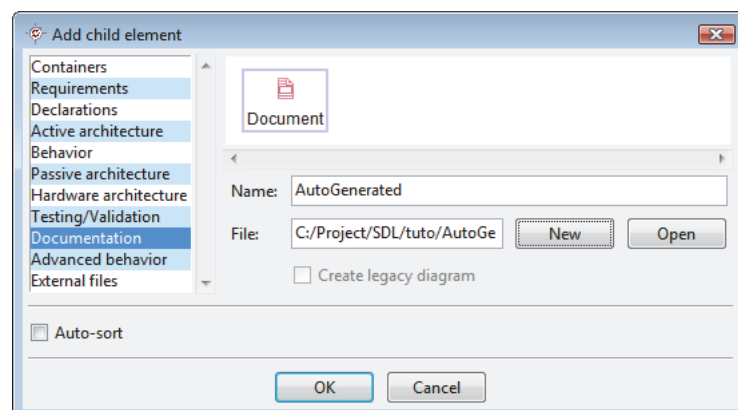 Add child element
Containers
Requirements
Declarations
Active architecture
Behavior
Passive architecture
Hardware architecture
Testing/Validation
Documentation
Advanced behavior
External files
Document
Name: AutoGenerated
File: C:/Project/SDL/tuto/AutoGe New Open
Create legacy diagram
Auto-sort
OK Cancel